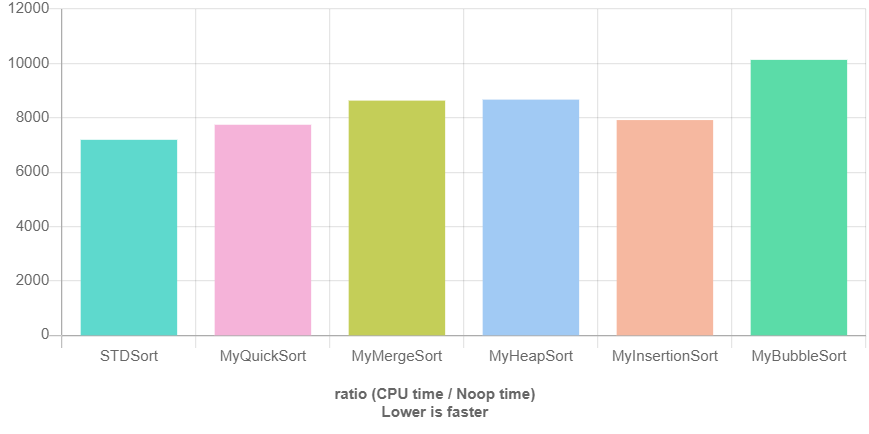 12000
10000
8000
6000
4000
2000
0
STDSort MyQuickSort MyMergeSort MyHeapSort MyInsertionSort MyBubbleSort
ratio (CPU time / Noop time)
Lower is faster